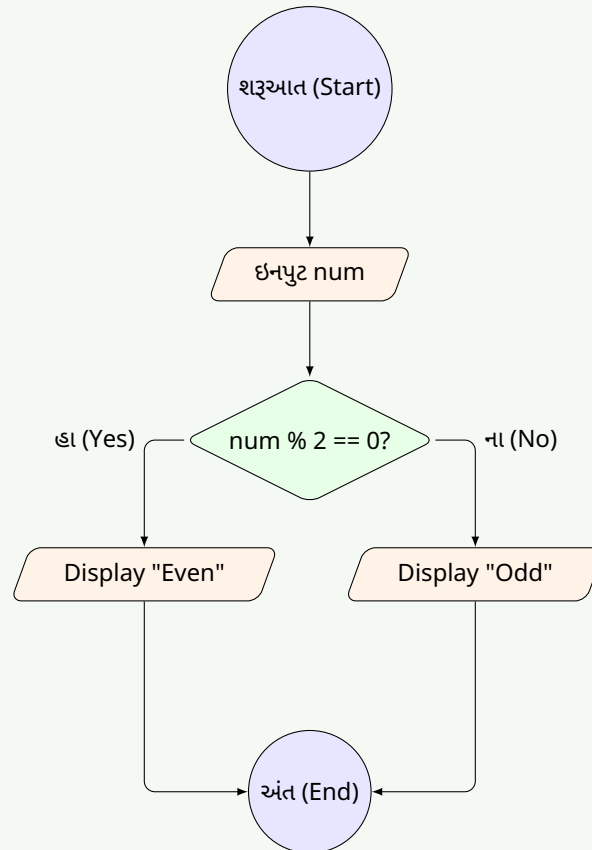 શરૂઆત (Start)
ઇનપુટ num
num % 2 == 0?
હા (Yes)
ના (No)
Display "Even"
Display "Odd"
અંત (End)